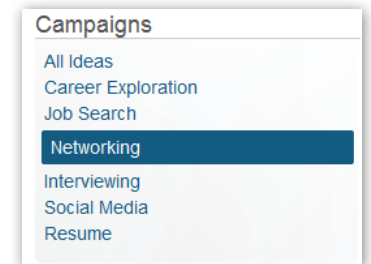 Campaigns
All Ideas
Career Exploration
Job Search
Networking
Interviewing
Social Media
Resume